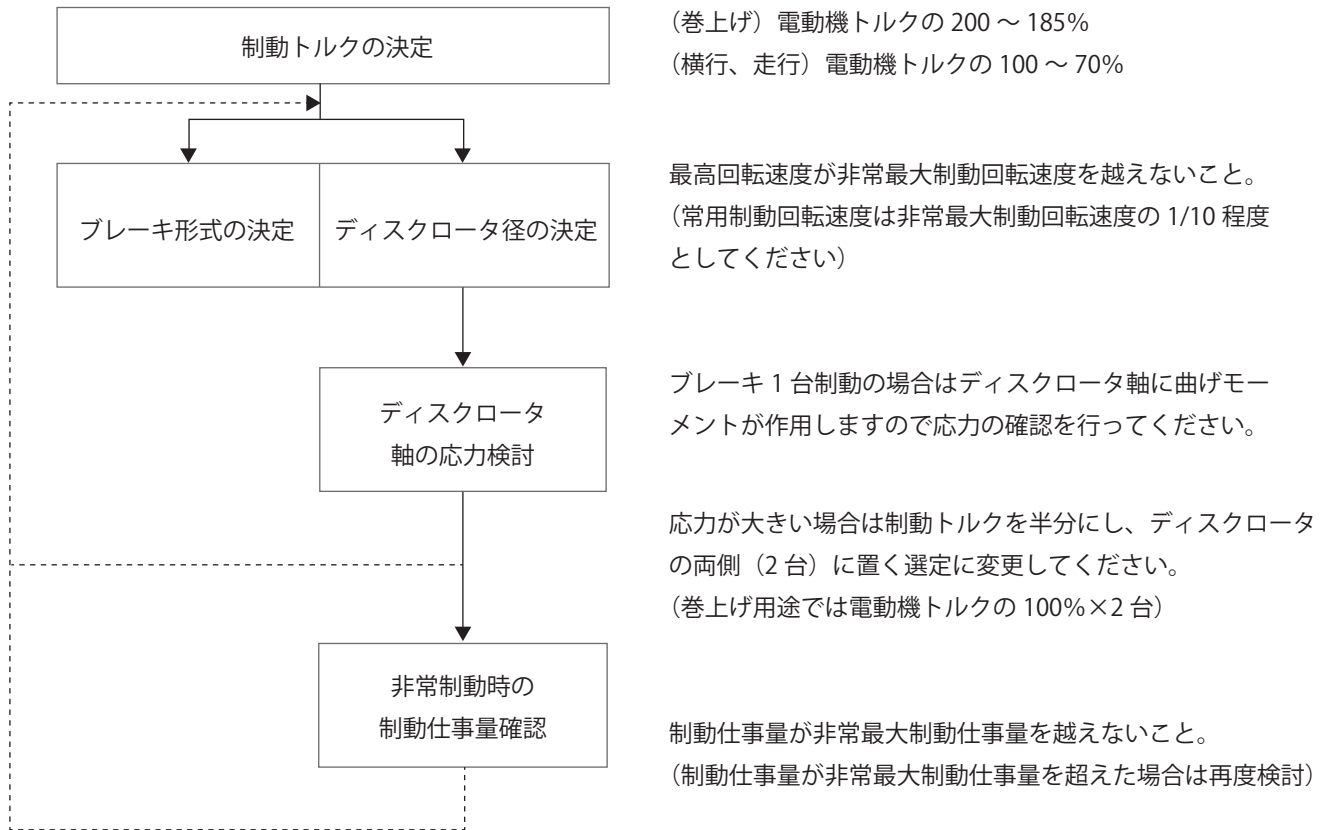 制動トルクの決定
（巻上げ）電動機トルクの 200 ～ 185%
（横行、走行）電動機トルクの 100 ～ 70%
ブレーキ形式の決定
ディスクロータ径の決定
最高回転速度が非常最大制動回転速度を越えないこと。
（常用制動回転速度は非常最大制動回転速度の 1/10 程度
としてください）
ディスクロータ
軸の応力検討
ブレーキ 1 台制動の場合はディスクロータ軸に曲げモー
メントが作用しますので応力の確認を行ってください。
応力が大きい場合は制動トルクを半分にし、ディスクロータ
の両側（2 台）に置く選定に変更してください。
（巻上げ用途では電動機トルクの 100%×2 台）
非常制動時の
制動仕事量確認
制動仕事量が非常最大制動仕事量を越えないこと。
（制動仕事量が非常最大制動仕事量を超えた場合は再度検討）